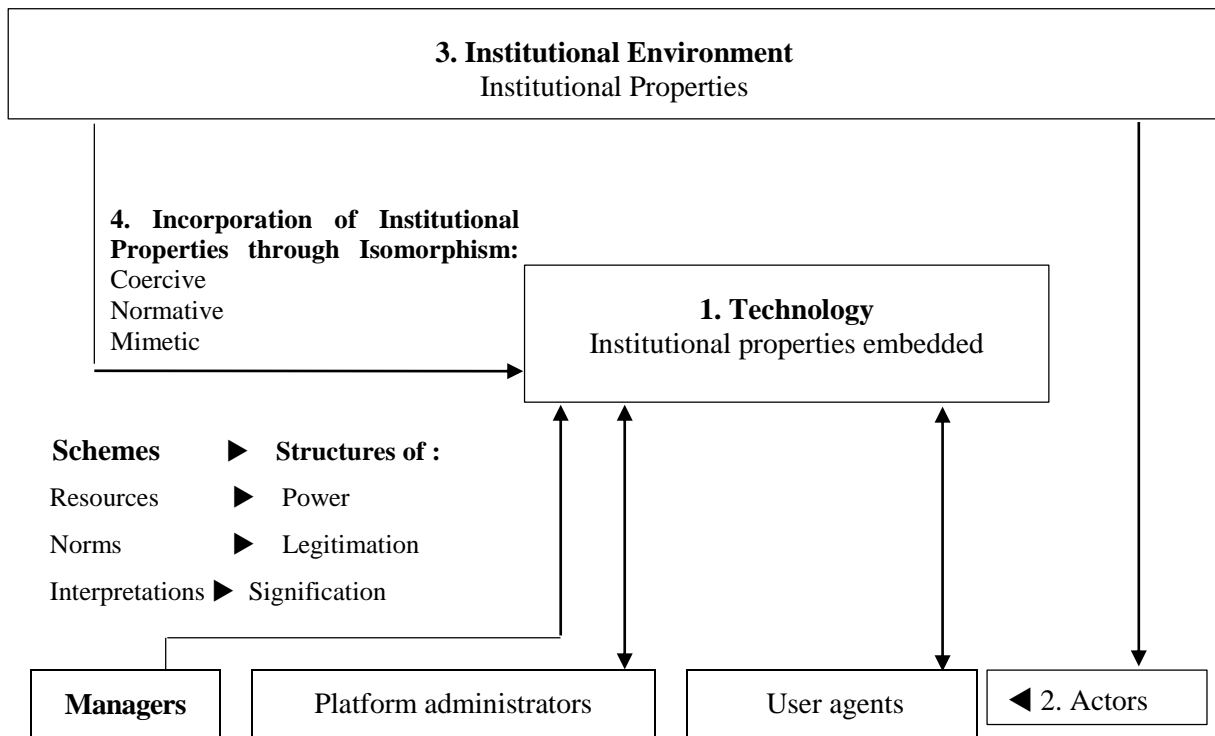 3. Institutional Environment
Institutional Properties
4. Incorporation of Institutional
Properties through Isomorphism:
Coercive
Normative
Mimetic
1. Technology
Institutional properties embedded
Schemes ▶ Structures of :
Resources ▶ Power
Norms ▶ Legitimation
Interpretations ▶ Signification
Managers
Platform administrators
User agents
◀ 2. Actors